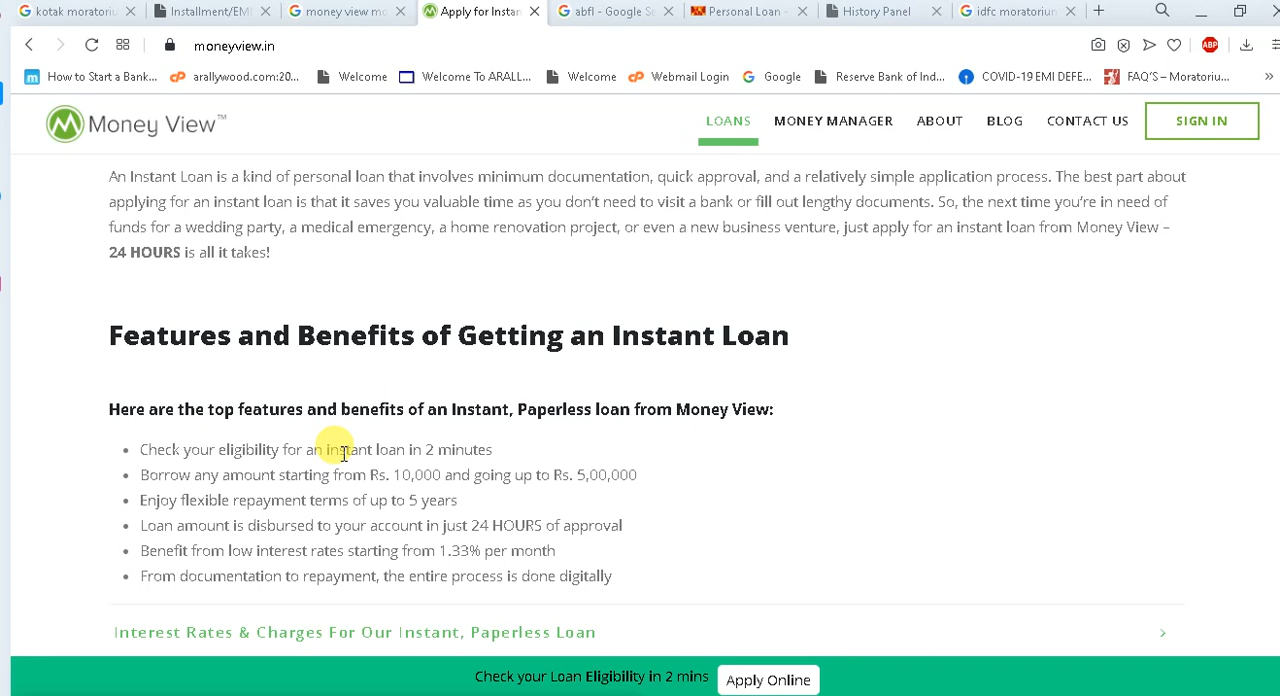 kotak moratoriu
Installment/EMI
money view mo
Apply for Instan
abfl - Google Se
Personal Loan -
History Panel
idfc moratorium
moneyview.in
ABP
How to Start a Bank...
arallywood.com:20...
Welcome
Welcome To ARALL...
Welcome
Webmail Login
Google
Reserve Bank of Ind...
COVID-19 EMI DEFE...
FAQ'S – Moratoriu...
Money View™
LOANS
MONEY MANAGER
ABOUT
BLOG
CONTACT US
SIGN IN
An Instant Loan is a kind of personal loan that involves minimum documentation, quick approval, and a relatively simple application process. The best part about
applying for an instant loan is that it saves you valuable time as you don't need to visit a bank or fill out lengthy documents. So, the next time you're in need of
funds for a wedding party, a medical emergency, a home renovation project, or even a new business venture, just apply for an instant loan from Money View –
24 HOURS is all it takes!
Features and Benefits of Getting an Instant Loan
Here are the top features and benefits of an Instant, Paperless loan from Money View:
Check your eligibility for an instant loan in 2 minutes
Borrow any amount starting from Rs. 10,000 and going up to Rs. 5,00,000
Enjoy flexible repayment terms of up to 5 years
Loan amount is disbursed to your account in just 24 HOURS of approval
Benefit from low interest rates starting from 1.33% per month
From documentation to repayment, the entire process is done digitally
Interest Rates & Charges For Our Instant, Paperless Loan
Check your Loan Eligibility in 2 mins
Apply Online